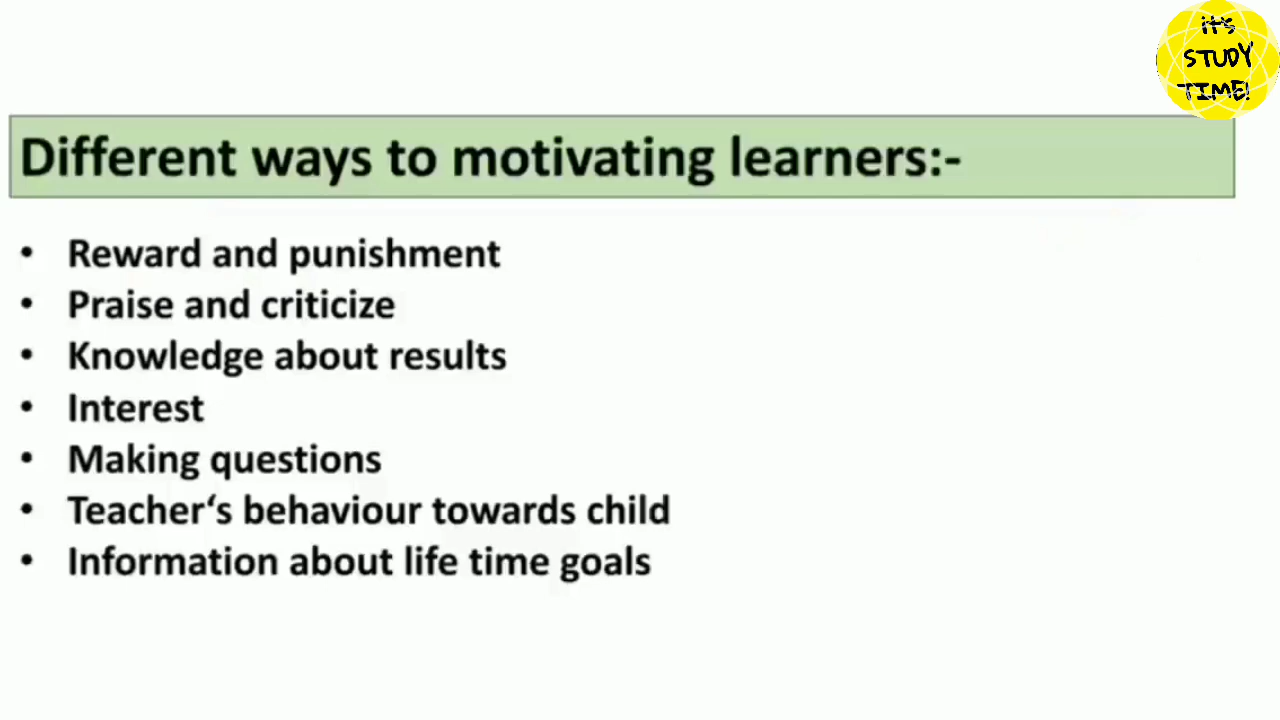 it's
STUDY
TIME!
Different ways to motivating learners:-
• Reward and punishment
• Praise and criticize
• Knowledge about results
• Interest
• Making questions
• Teacher‘s behaviour towards child
• Information about life time goals